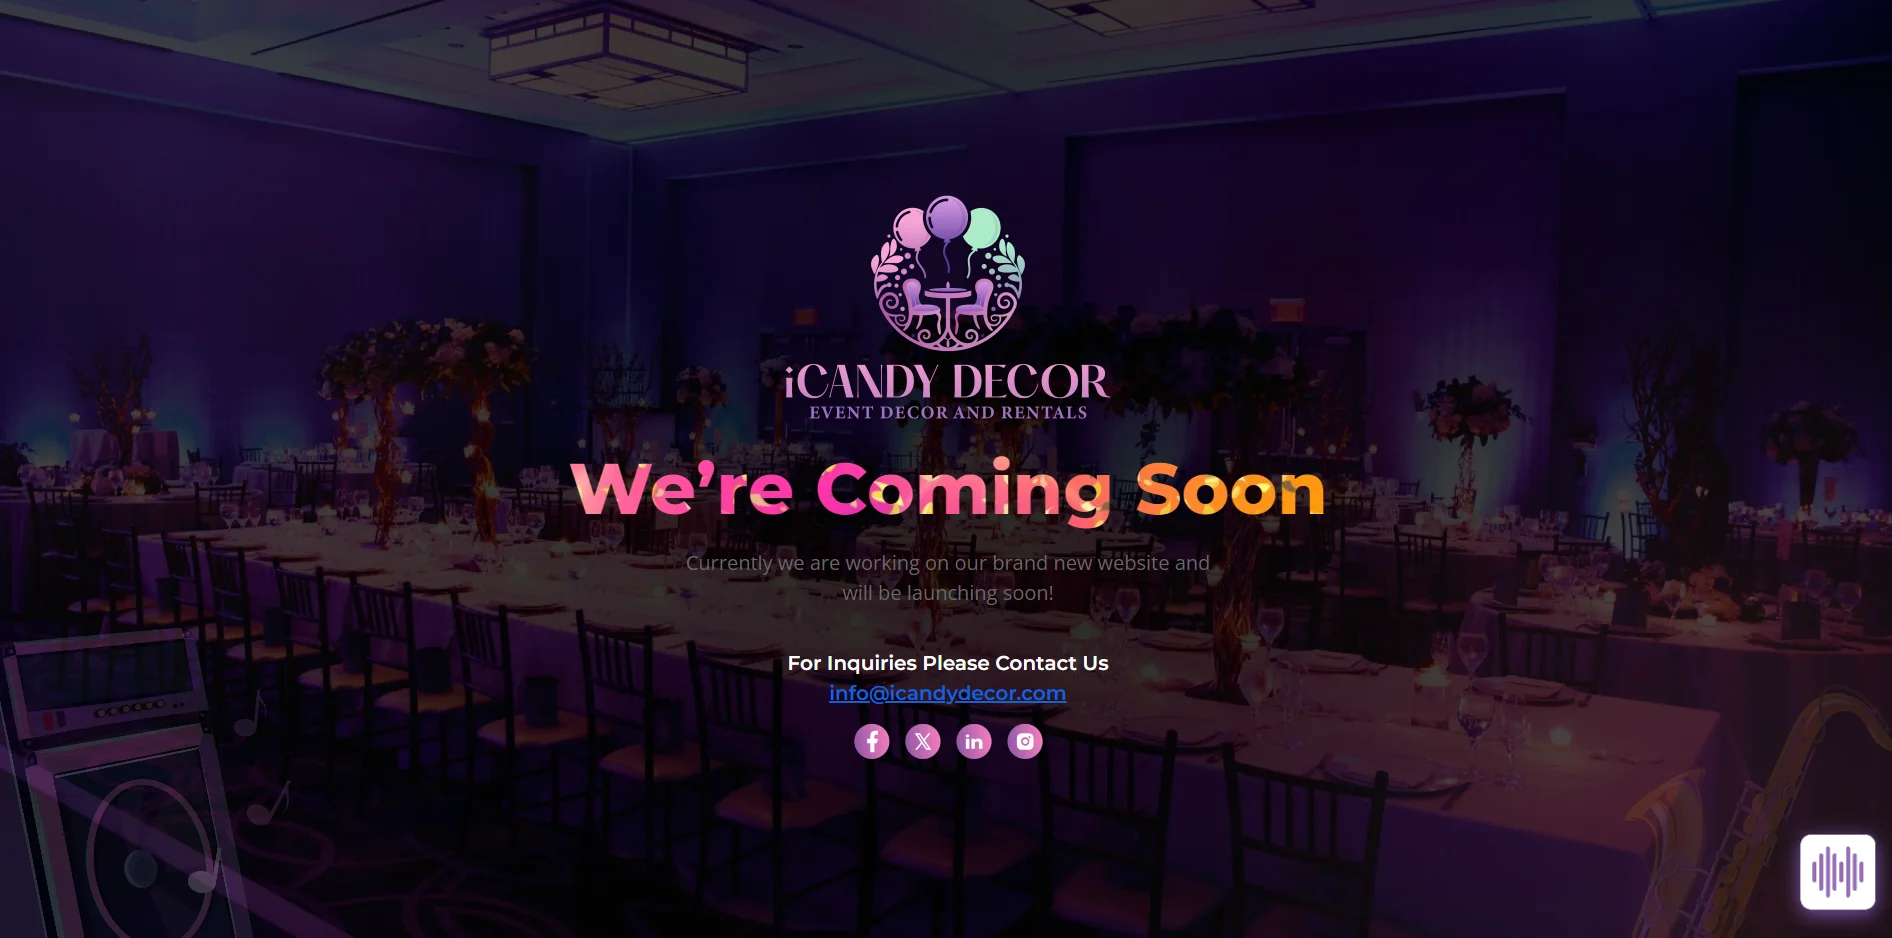 iCANDY DECOR
EVENT DECOR AND RENTALS
We're Coming Soon
Currently we are working on our brand new website and
will be launching soon!
For Inquiries Please Contact Us
info@icandydecor.com